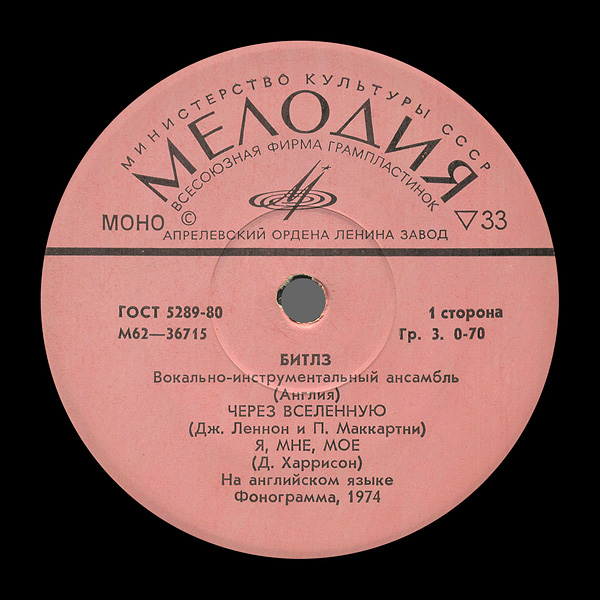 МИНИСТЕРСТВО КУЛЬТУРЫ СССР
МЕЛОДИЯ
ВСЕСОЮЗНАЯ ФИРМА ГРАМПЛАСТИНОК
МОНО © ▽33
АПРЕЛЕВСКИЙ ОРДЕНА ЛЕНИНА ЗАВОД
ГОСТ 5289-80 1 сторона
М62—36715 Гр. 3. 0-70
БИТЛЗ
Вокально-инструментальный ансамбль
(Англия)
ЧЕРЕЗ ВСЕЛЕННУЮ
(Дж. Леннон и П. Маккартни)
Я, МНЕ, МОЕ
(Д. Харрисон)
На английском языке
Фонограмма, 1974